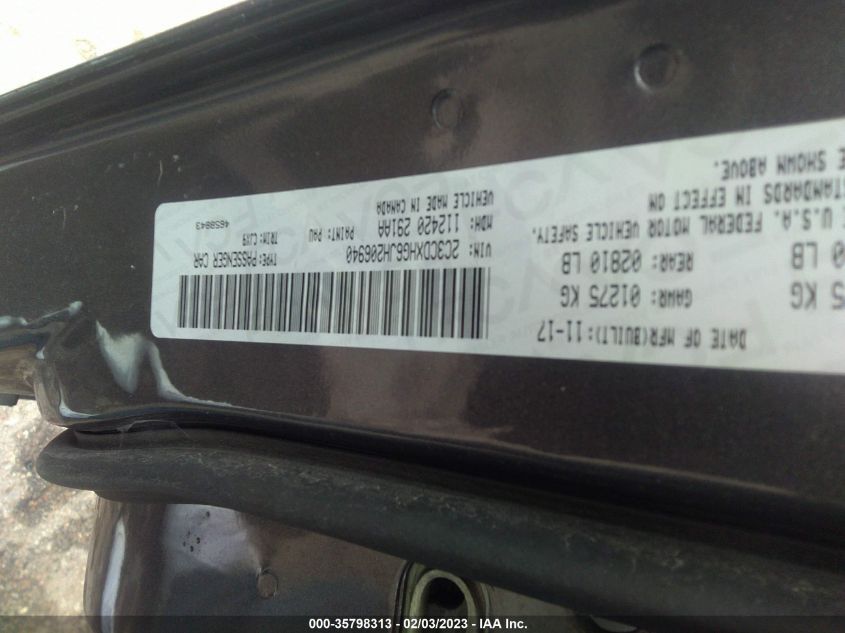 DATE OF MFR(BUILT): 11-17
GAWR: 01275 KG
REAR: 02810 LB
U.S.A. FEDERAL MOTOR VEHICLE SAFETY.
STANDARDS IN EFFECT ON
SHOWN ABOVE.
VIN: 2C3CDXHG6JH206940
TYPE: PASSENGER CAR
MDH: 112420 291AA
PAINT: PAU
TRIM: CJX9
VEHICLE MADE IN CANADA
4658843
000-35798313 - 02/03/2023 - IAA Inc.